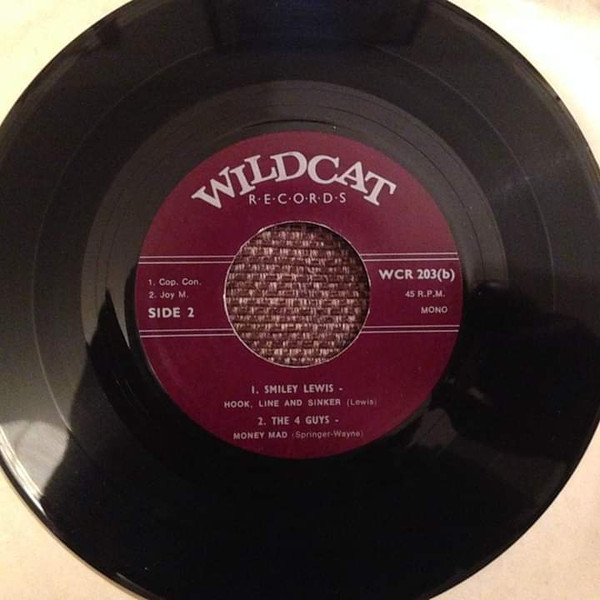 WILDCAT
R·E·C·O·R·D·S
1. Cop. Con.
2. Joy M.
SIDE 2
WCR 203(b)
45 R.P.M.
MONO
1. SMILEY LEWIS -
HOOK, LINE AND SINKER (Lewis)
2. THE 4 GUYS -
MONEY MAD (Springer-Wayne)